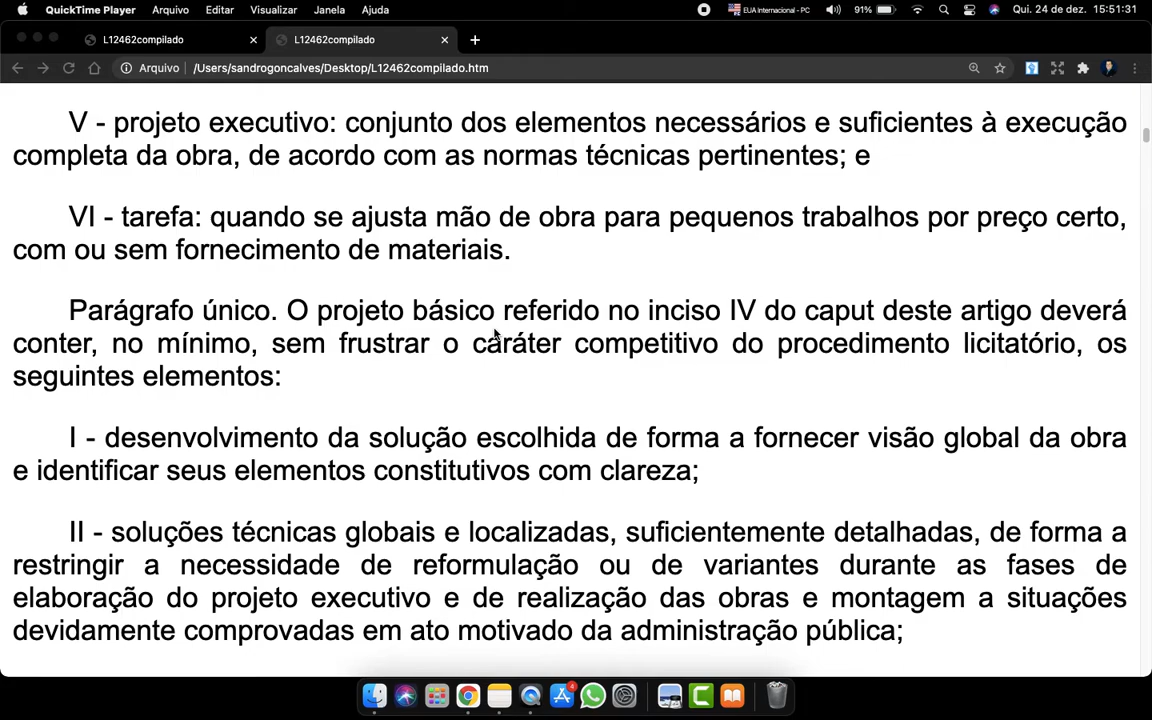 QuickTime Player Arquivo Editar Visualizar Janela Ajuda EUA Internacional - PC 91% Qui. 24 de dez. 15:51:31
L12462compilado L12462compilado
Arquivo /Users/sandrogoncalves/Desktop/L12462compilado.htm
V - projeto executivo: conjunto dos elementos necessários e suficientes à execução
completa da obra, de acordo com as normas técnicas pertinentes; e
VI - tarefa: quando se ajusta mão de obra para pequenos trabalhos por preço certo,
com ou sem fornecimento de materiais.
Parágrafo único. O projeto básico referido no inciso IV do caput deste artigo deverá
conter, no mínimo, sem frustrar o caráter competitivo do procedimento licitatório, os
seguintes elementos:
I - desenvolvimento da solução escolhida de forma a fornecer visão global da obra
e identificar seus elementos constitutivos com clareza;
II - soluções técnicas globais e localizadas, suficientemente detalhadas, de forma a
restringir a necessidade de reformulação ou de variantes durante as fases de
elaboração do projeto executivo e de realização das obras e montagem a situações
devidamente comprovadas em ato motivado da administração pública;